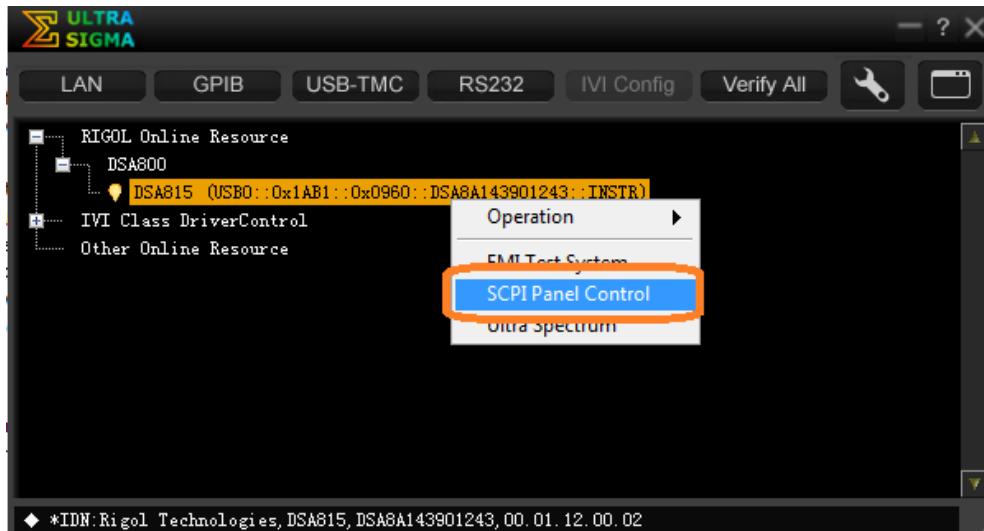 ULTRA
SIGMA
?
LAN GPIB USB-TMC RS232 IVI Config Verify All
RIGOL Online Resource
DSA800
DSA815 (USB0::0x1AB1::0x0960::DSA8A143901243::INSTR)
Operation
IVI Class DriverControl
Other Online Resource
EMI Test System
SCPI Panel Control
Ultra Spectrum
*IDN:Rigol Technologies,DSA815,DSA8A143901243,00.01.12.00.02